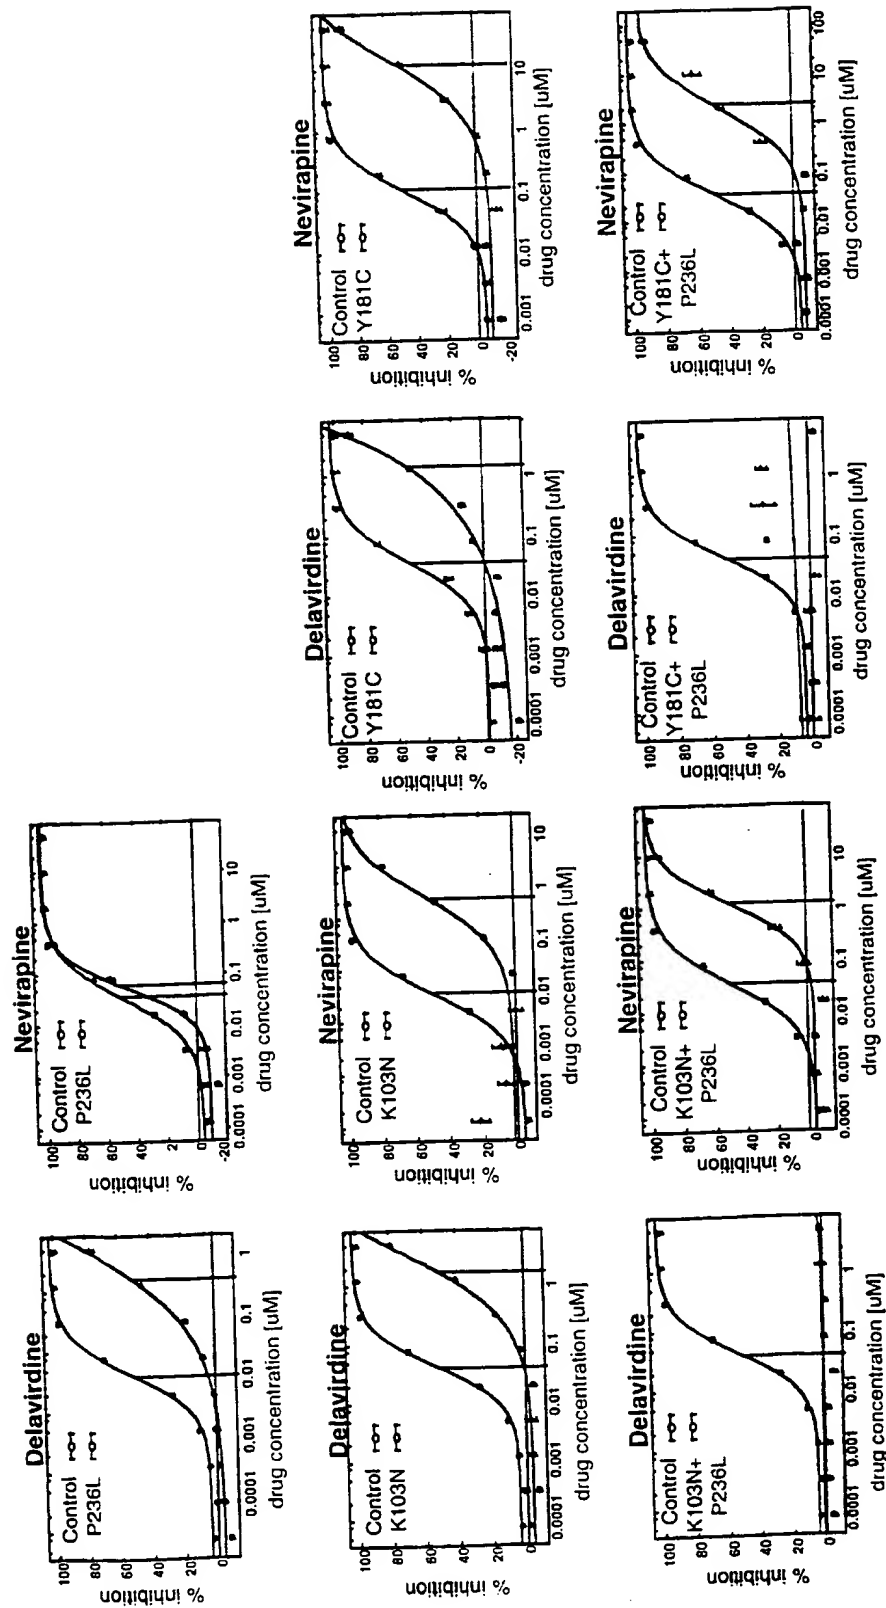 Delavirdine
Control
P236L
% inhibition
100
80
60
40
20
0
0.0001 0.001 0.01 0.1 1
drug concentration [uM]
Nevirapine
Control
P236L
% inhibition
100
80
60
40
20
0
-20
0.0001 0.001 0.01 0.1 1 10
drug concentration [uM]
Delavirdine
Control
K103N
% inhibition
100
80
60
40
20
0
0.0001 0.001 0.01 0.1 1
drug concentration [uM]
Nevirapine
Control
K103N
% inhibition
100
80
60
40
20
0
0.0001 0.001 0.01 0.1 1 10
drug concentration [uM]
Delavirdine
Control
Y181C
% inhibition
100
80
60
40
20
0
-20
0.0001 0.001 0.01 0.1 1
drug concentration [uM]
Nevirapine
Control
Y181C
% inhibition
100
80
60
40
20
0
-20
0.001 0.01 0.1 1 10
drug concentration [uM]
Delavirdine
Control
K103N+
P236L
% inhibition
100
80
60
40
20
0
0.0001 0.001 0.01 0.1 1
drug concentration [uM]
Nevirapine
Control
K103N+
P236L
% inhibition
100
80
60
40
20
0
0.0001 0.001 0.01 0.1 1 10
drug concentration [uM]
Delavirdine
Control
Y181C+
P236L
% inhibition
100
80
60
40
20
0
0.0001 0.001 0.01 0.1 1
drug concentration [uM]
Nevirapine
Control
Y181C+
P236L
% inhibition
100
80
60
40
20
0
0.0001 0.001 0.01 0.1 1 10 100
drug concentration [uM]